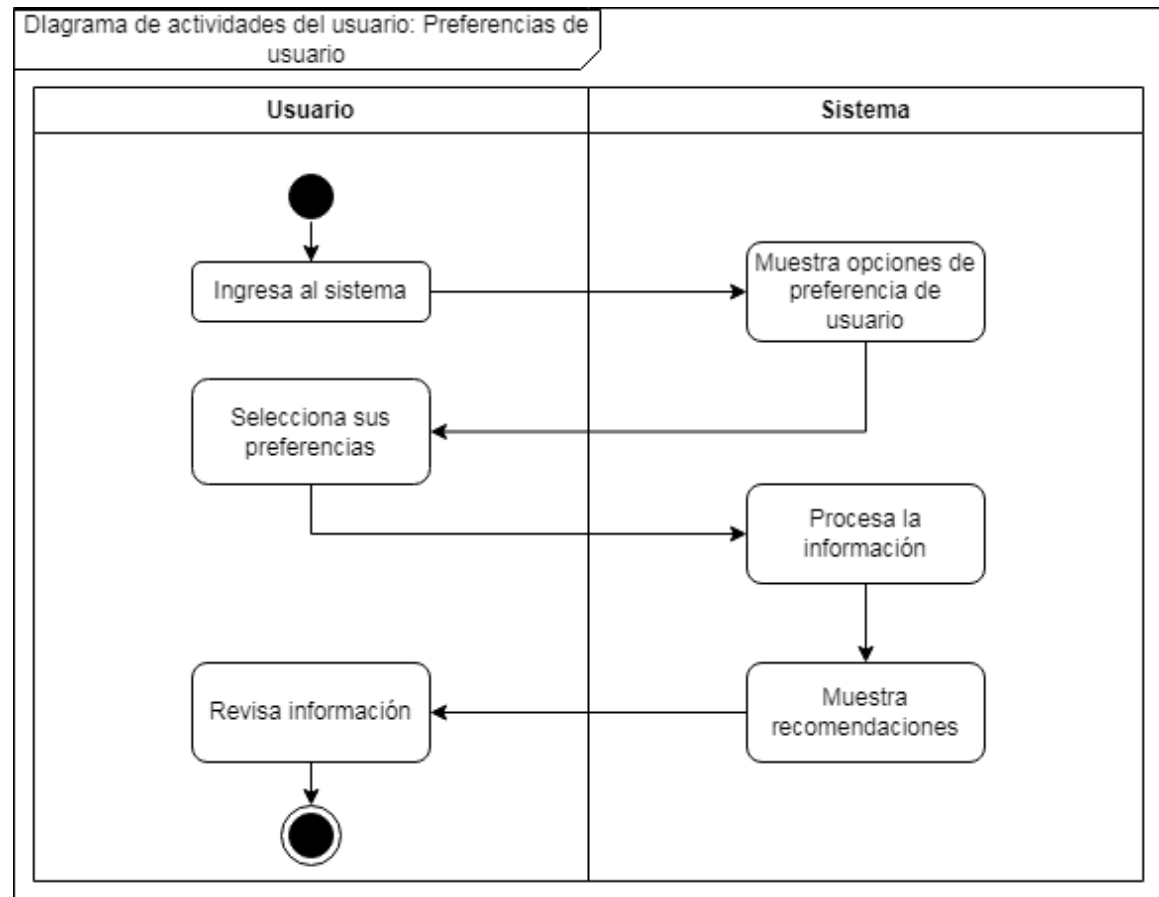 DIagrama de actividades del usuario: Preferencias de
usuario
Usuario
Sistema
Ingresa al sistema
Muestra opciones de
preferencia de
usuario
Selecciona sus
preferencias
Procesa la
información
Muestra
recomendaciones
Revisa información